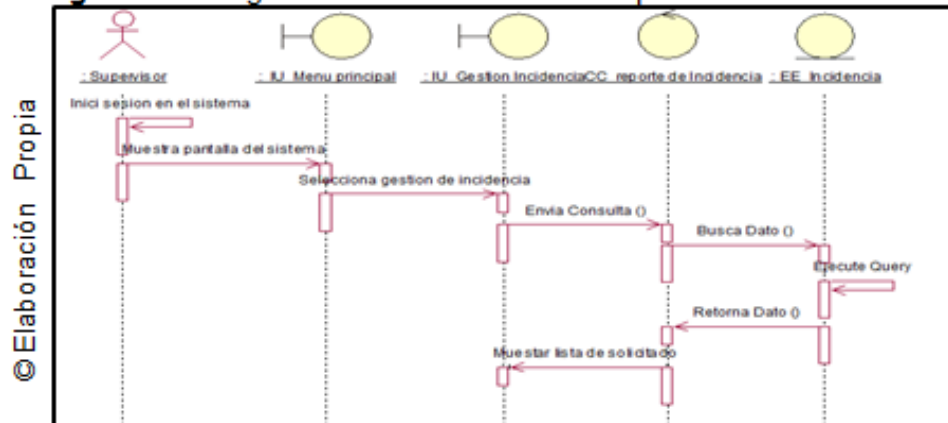 : Supervisor
: IU_Menu principal
: IU_Gestion Incidencia
CC_reporte de Incidencia
: EE_Incidencia
Inici sesion en el sistema
Muestra pantalla del sistema
Selecciona gestion de incidencia
Envia Consulta ()
Busca Dato ()
Execute Query
Retorna Dato ()
Muestar lista de solicitado
© Elaboración Propia